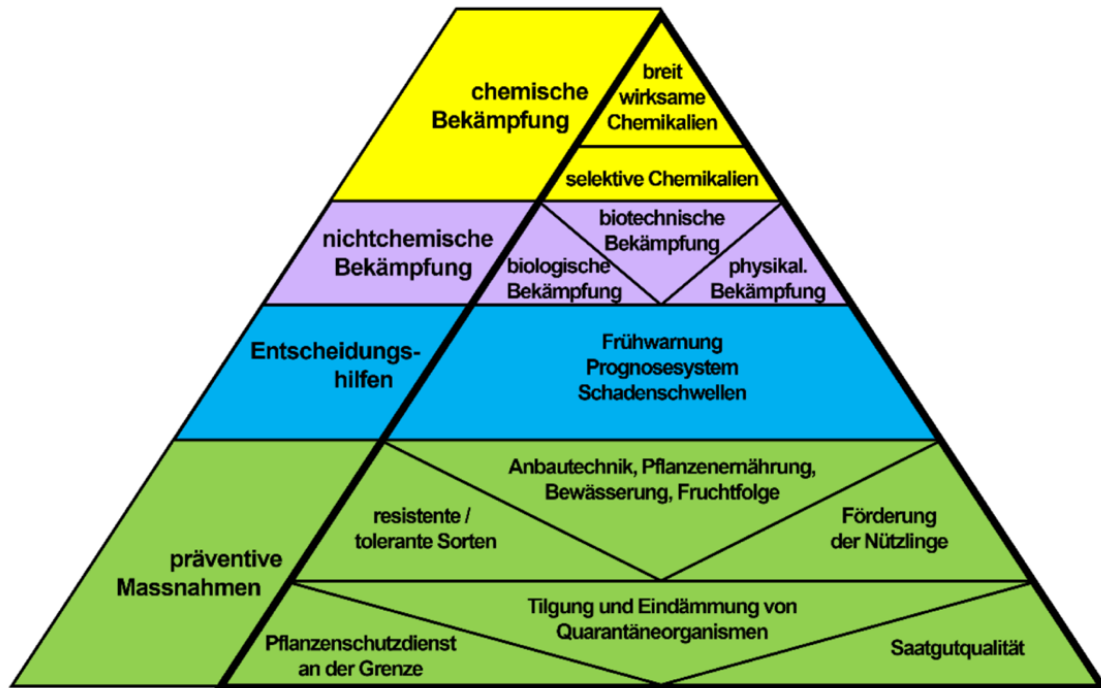 chemische
Bekämpfung
breit
wirksame
Chemikalien
selektive Chemikalien
nichtchemische
Bekämpfung
biotechnische
Bekämpfung
biologische
Bekämpfung
physikal.
Bekämpfung
Entscheidungs-
hilfen
Frühwarnung
Prognosesystem
Schadenschwellen
präventive
Massnahmen
Anbautechnik, Pflanzenernährung,
Bewässerung, Fruchtfolge
resistente /
tolerante Sorten
Förderung
der Nützlinge
Tilgung und Eindämmung von
Quarantäneorganismen
Pflanzenschutzdienst
an der Grenze
Saatgutqualität